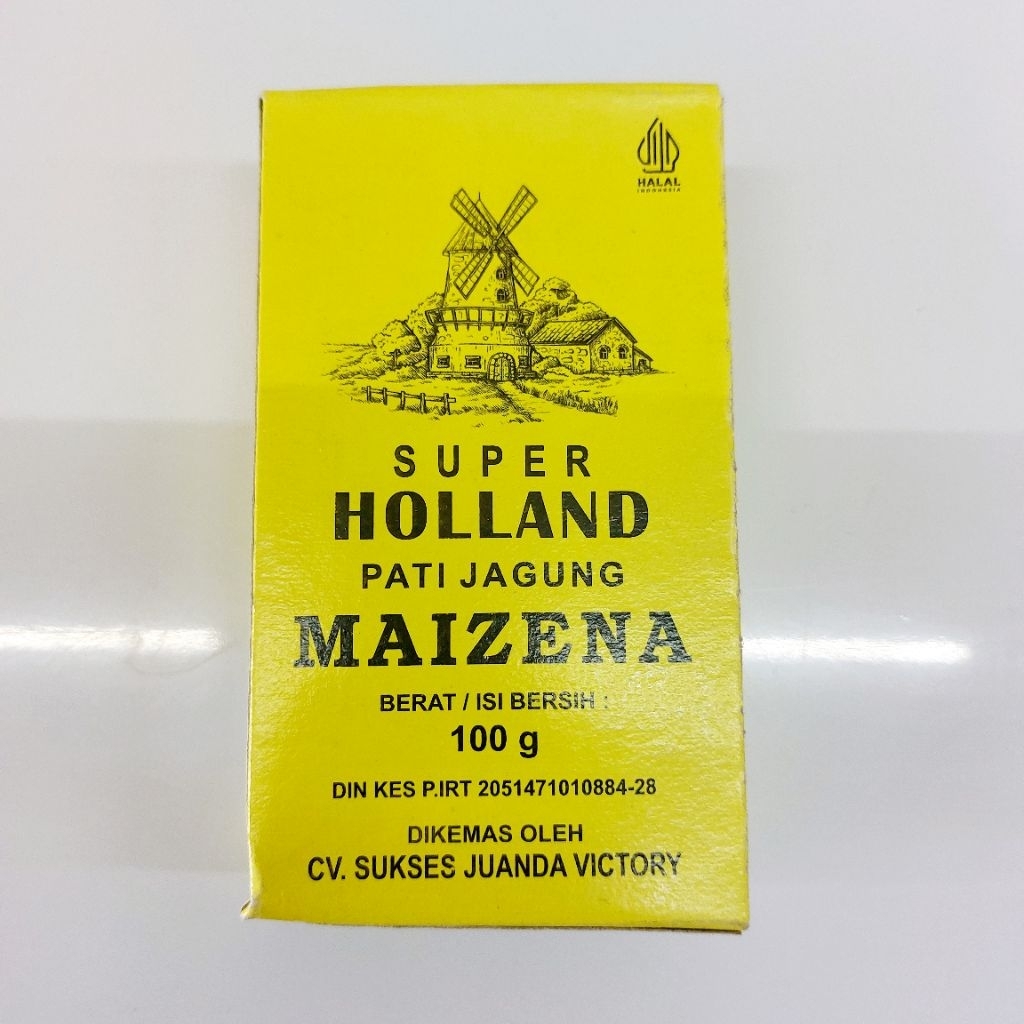 HALAL
INDONESIA
SUPER
HOLLAND
PATI JAGUNG
MAIZENA
BERAT / ISI BERSIH :
100 g
DIN KES P.IRT 2051471010884-28
DIKEMAS OLEH
CV. SUKSES JUANDA VICTORY